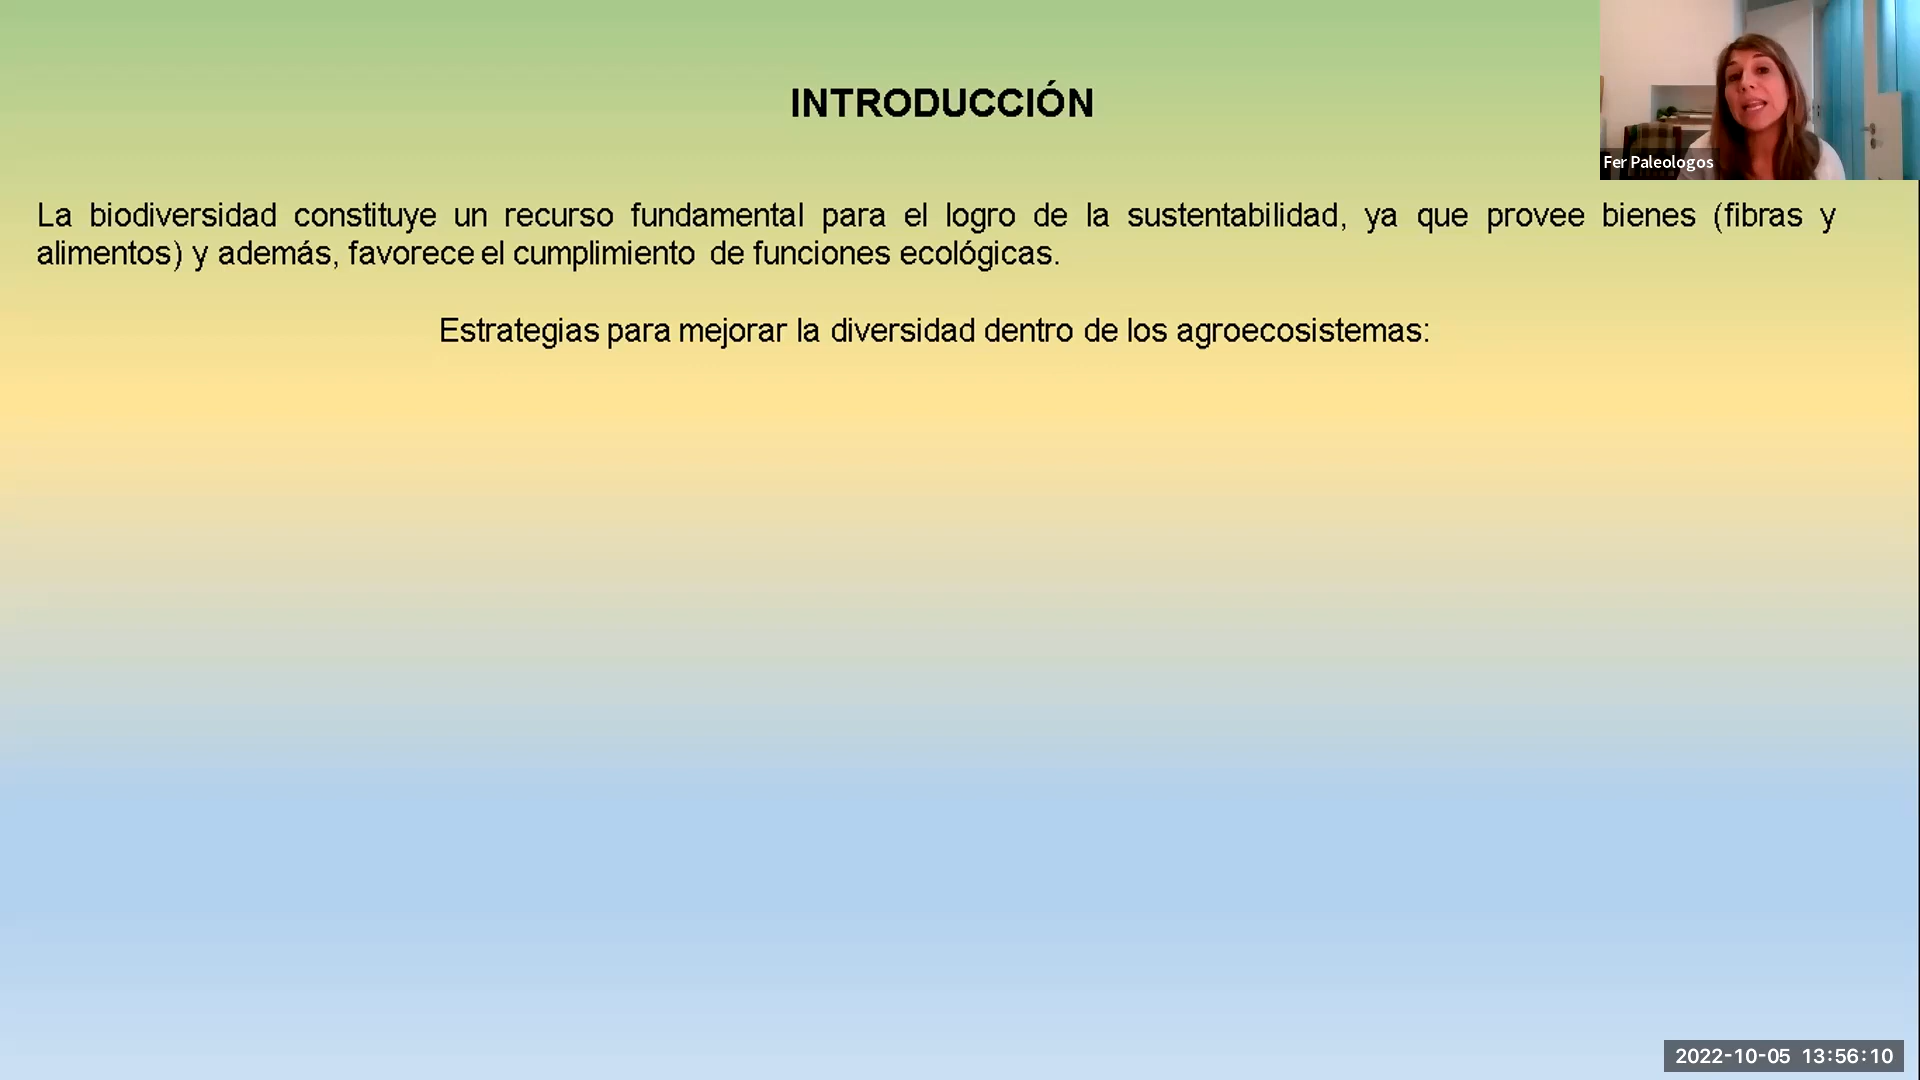 INTRODUCCIÓN
Fer Paleologos
La biodiversidad constituye un recurso fundamental para el logro de la sustentabilidad, ya que provee bienes (fibras y
alimentos) y además, favorece el cumplimiento de funciones ecológicas.
Estrategias para mejorar la diversidad dentro de los agroecosistemas:
2022-10-05 13:56:10